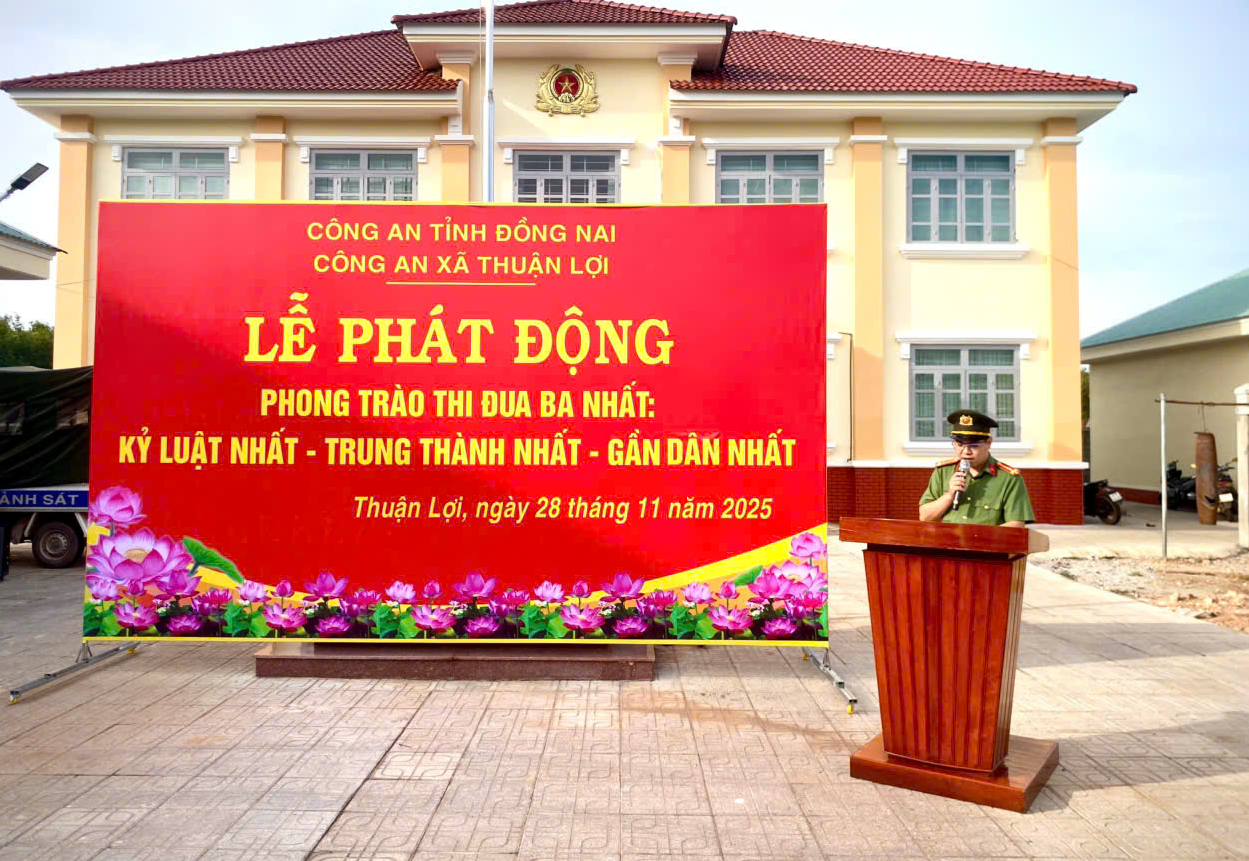 CÔNG AN TỈNH ĐỒNG NAI
CÔNG AN XÃ THUẬN LỢI
LỄ PHÁT ĐỘNG
PHONG TRÀO THI ĐUA BA NHẤT:
KỶ LUẬT NHẤT - TRUNG THÀNH NHẤT - GẦN DÂN NHẤT
Thuận Lợi, ngày 28 tháng 11 năm 2025
ẢNH SÁT